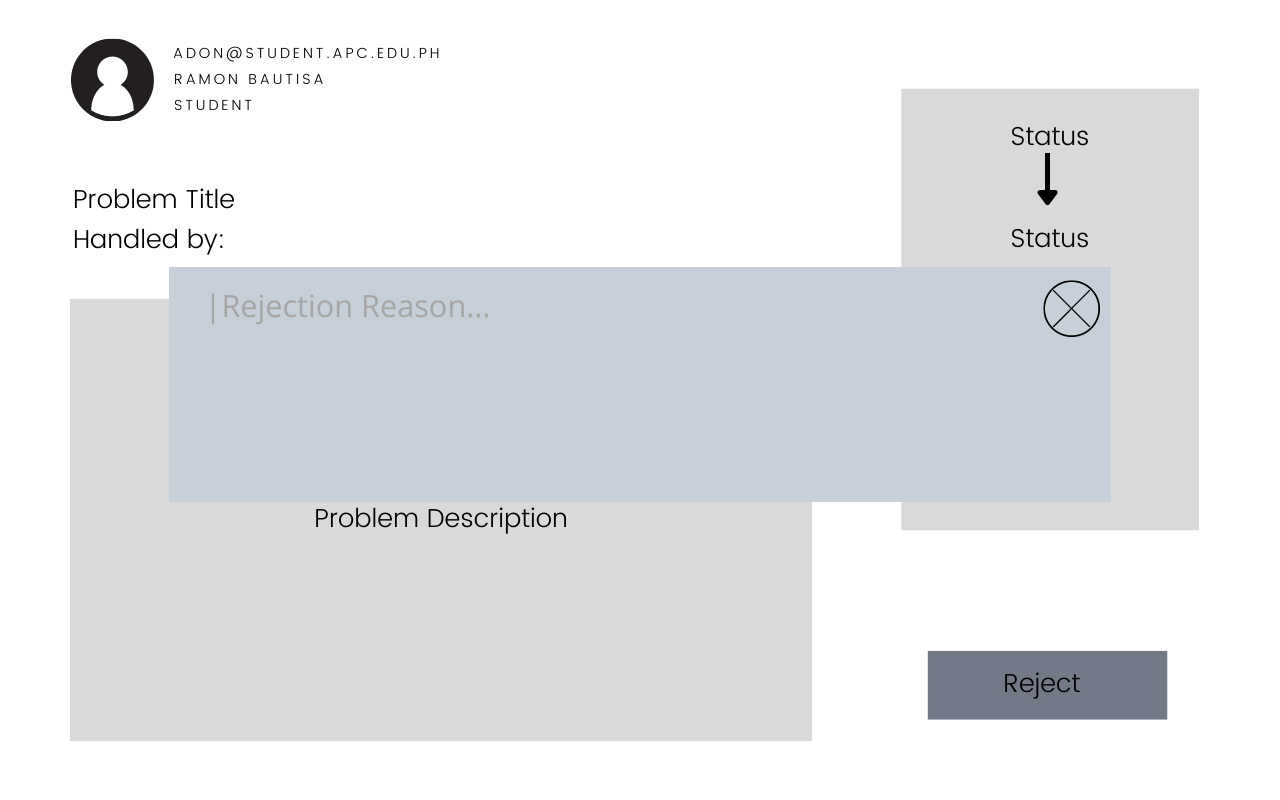 ADON@STUDENT.APC.EDU.PH
RAMON BAUTISA
STUDENT
Status
Status
Problem Title
Handled by:
Rejection Reason...
Problem Description
Reject